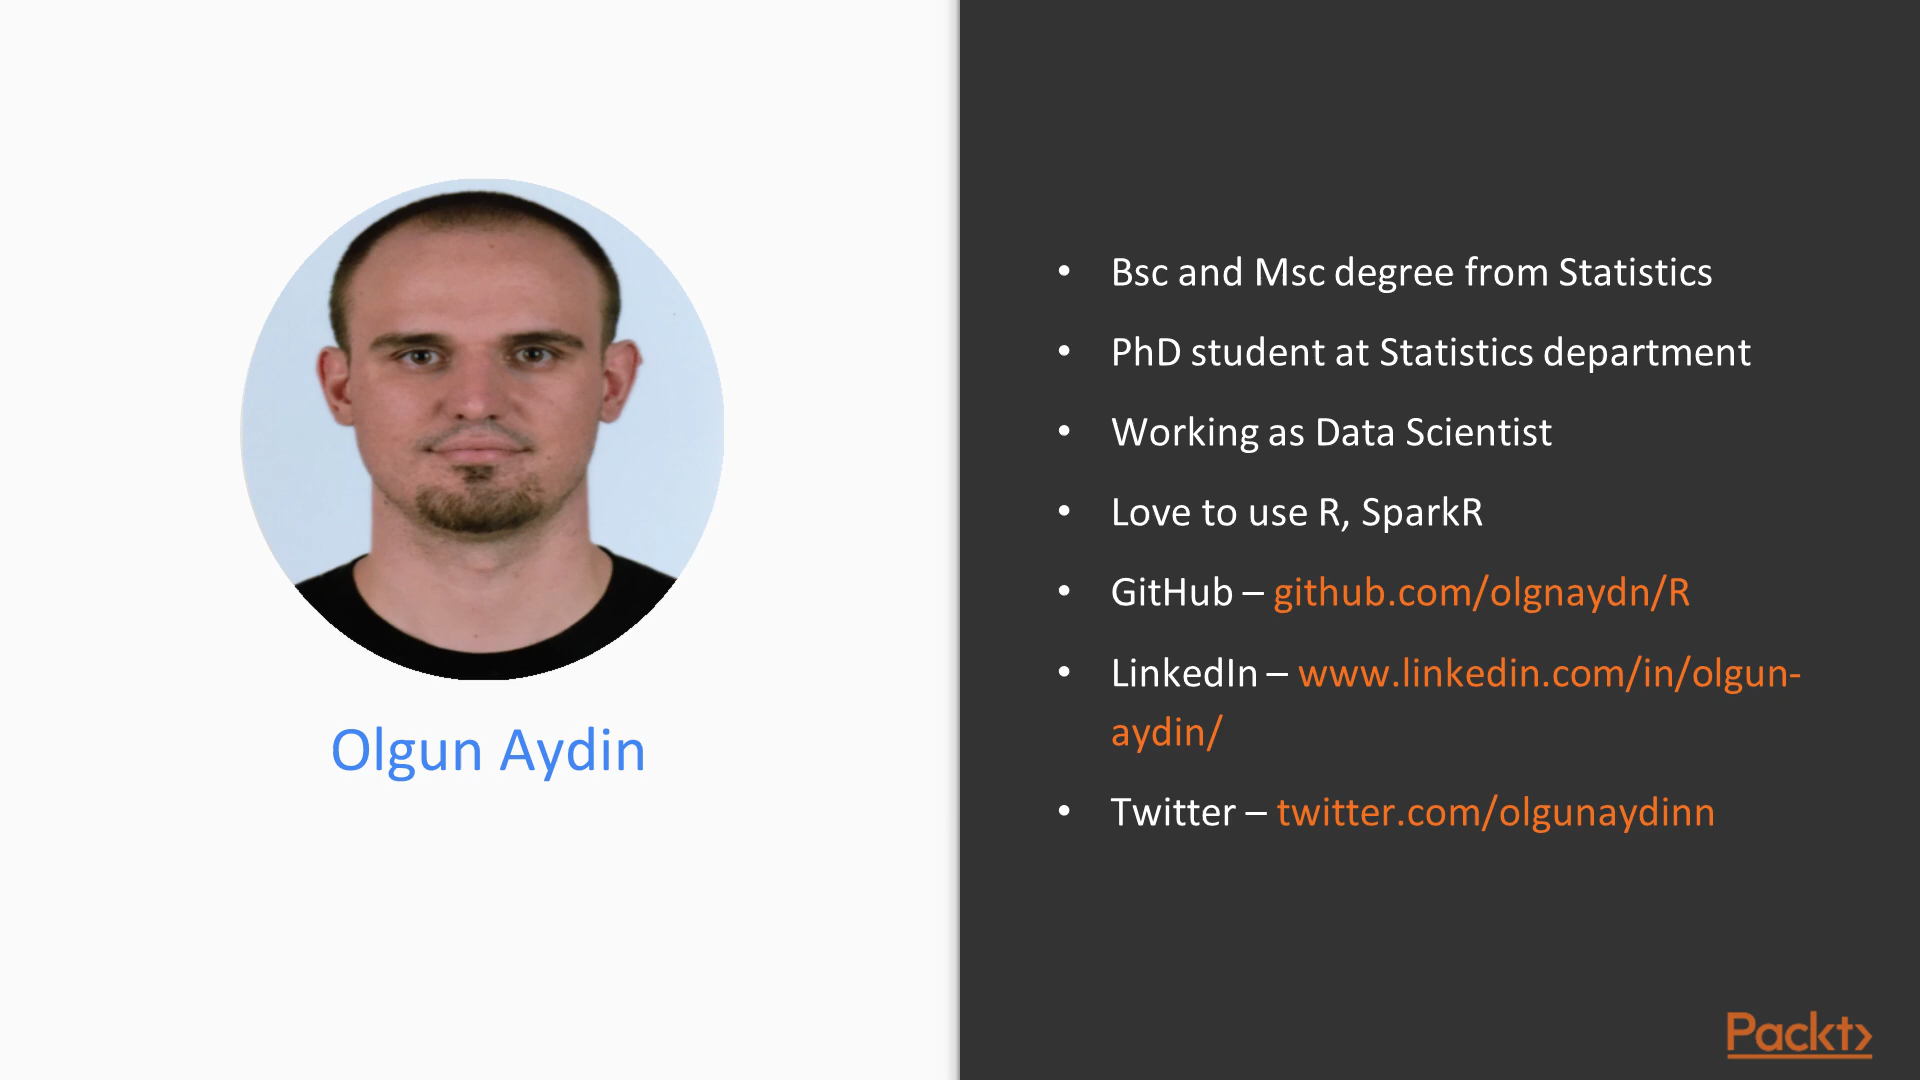 Olgun Aydin
• Bsc and Msc degree from Statistics
• PhD student at Statistics department
• Working as Data Scientist
• Love to use R, SparkR
• GitHub – github.com/olgnaydn/R
• LinkedIn – www.linkedin.com/in/olgun-
aydin/
• Twitter – twitter.com/olgunaydinn
Packt>